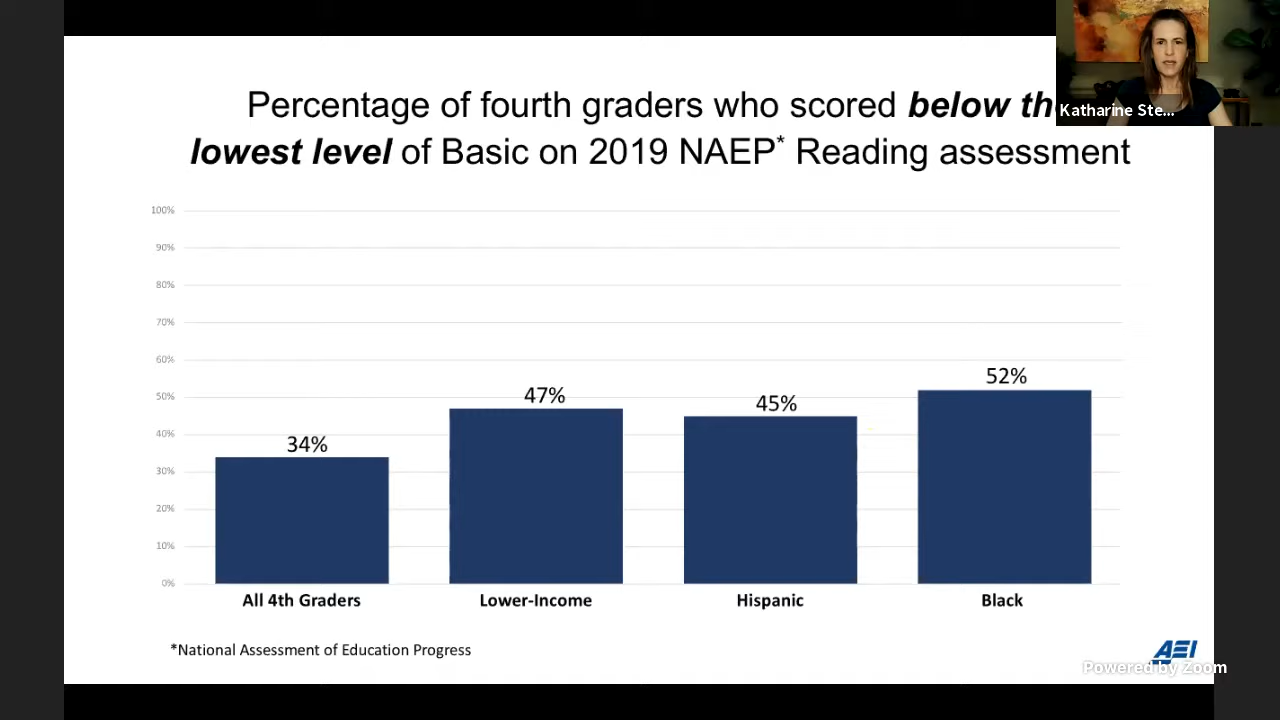 Percentage of fourth graders who scored below th
lowest level of Basic on 2019 NAEP* Reading assessment
Katharine Ste...
100%
90%
80%
70%
60%
50%
40%
30%
20%
10%
0%
34%
47%
45%
52%
All 4th Graders
Lower-Income
Hispanic
Black
*National Assessment of Education Progress
AEI
Powered by Zoom